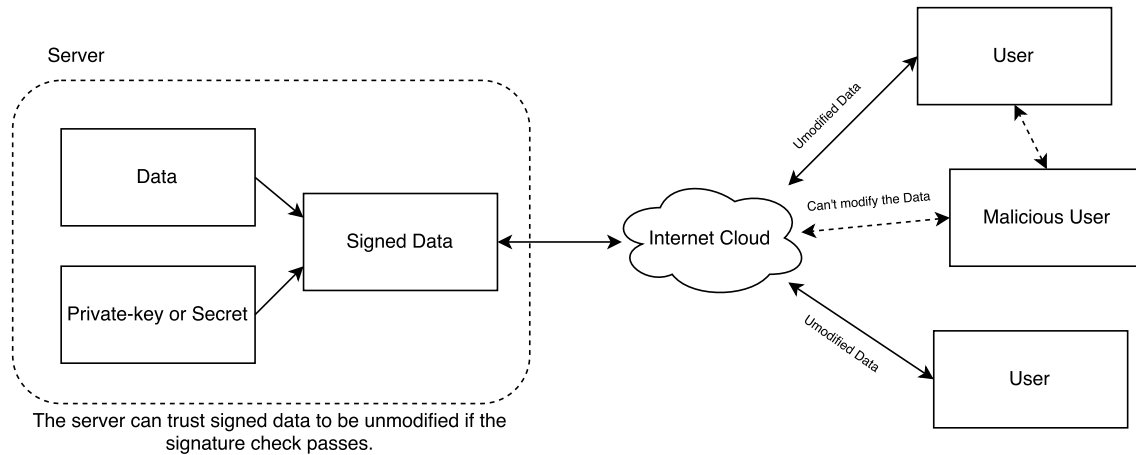 Server
Data
Private-key or Secret
Signed Data
The server can trust signed data to be unmodified if the
signature check passes.
Internet Cloud
Umodified Data
User
Can't modify the Data
Malicious User
Umodified Data
User